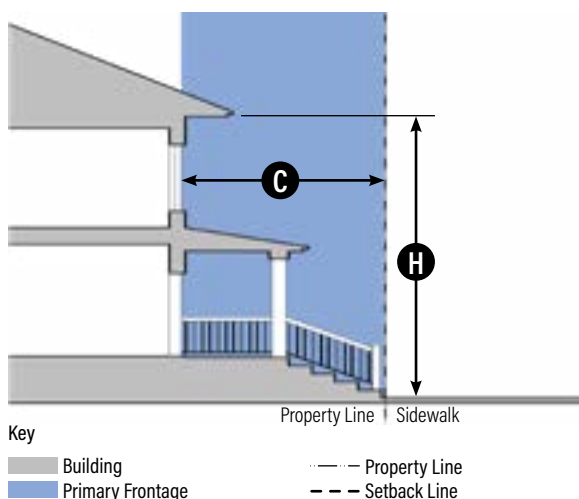 C
H
Property Line Sidewalk
Key
Building
Primary Frontage
Property Line
Setback Line